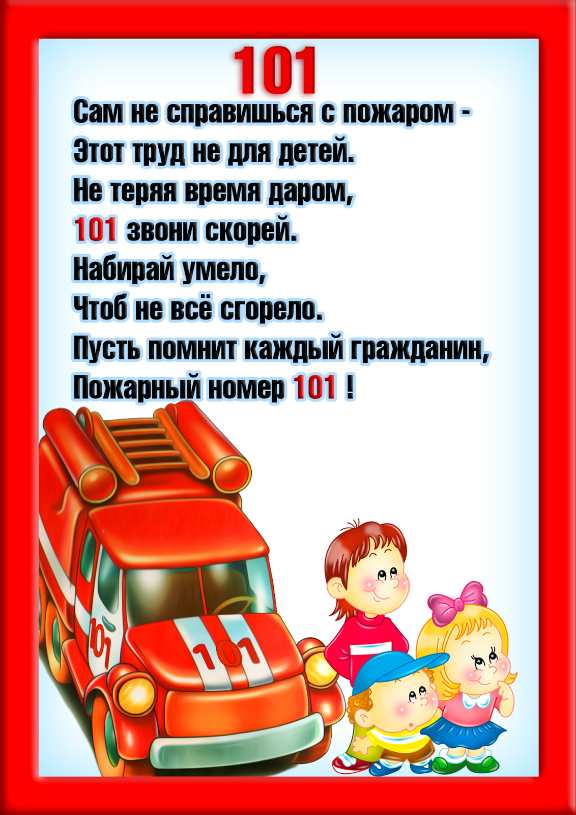 101
Сам не справишься с пожаром -
Этот труд не для детей.
Не теряя время даром,
101 звони скорей.
Набирай умело,
Чтоб не всё сгорело.
Пусть помнит каждый гражданин,
Пожарный номер 101 !
101
101